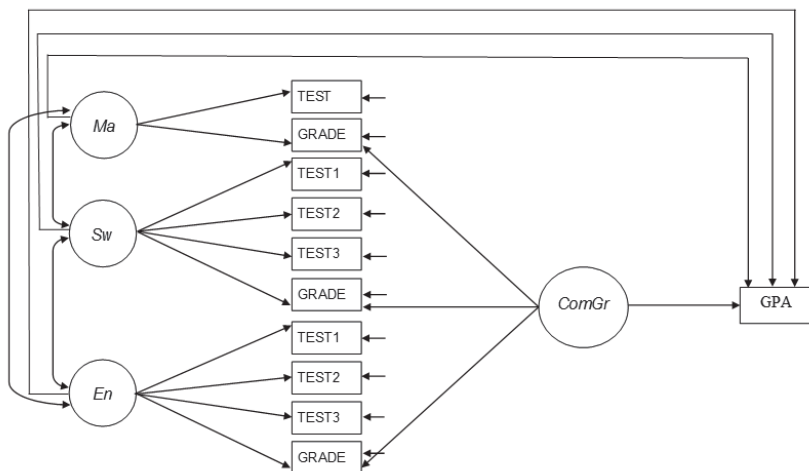 Ma
TEST
GRADE
TEST1
Sw
TEST2
TEST3
GRADE
ComGr
GPA
TEST1
En
TEST2
TEST3
GRADE